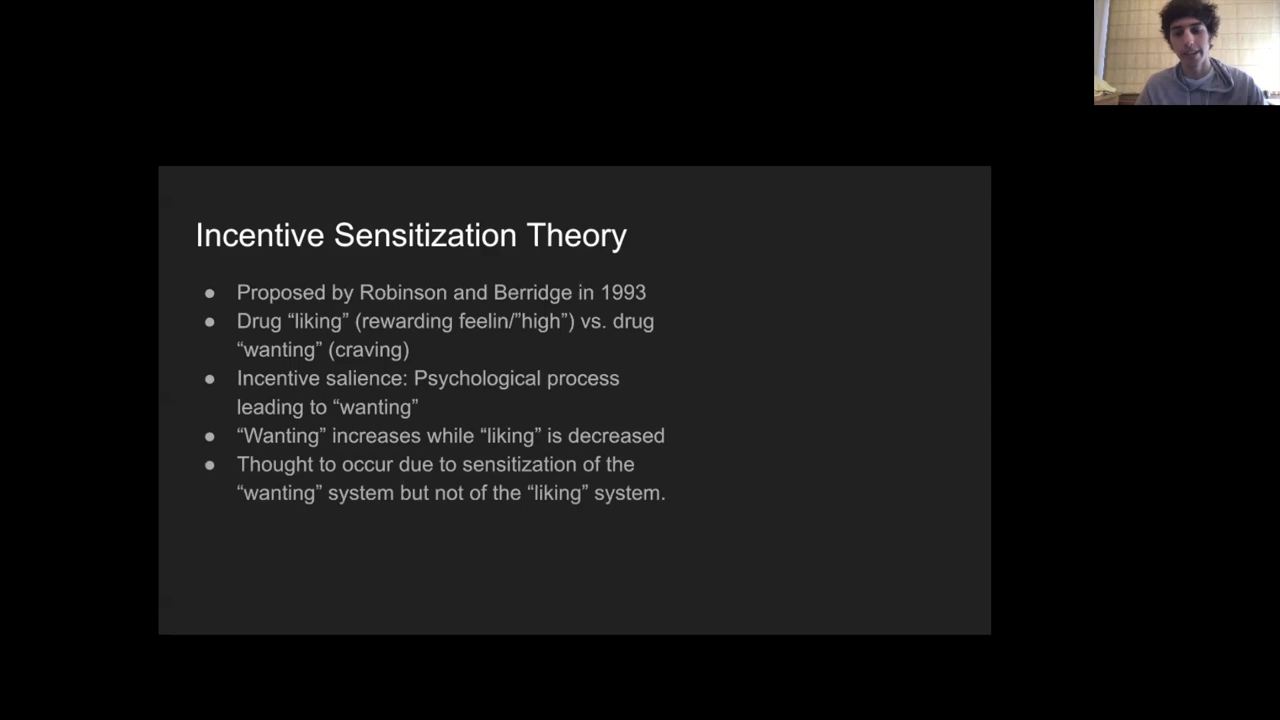 Incentive Sensitization Theory
● Proposed by Robinson and Berridge in 1993
● Drug “liking” (rewarding feelin/”high”) vs. drug
“wanting” (craving)
● Incentive salience: Psychological process
leading to “wanting”
● “Wanting” increases while “liking” is decreased
● Thought to occur due to sensitization of the
“wanting” system but not of the “liking” system.